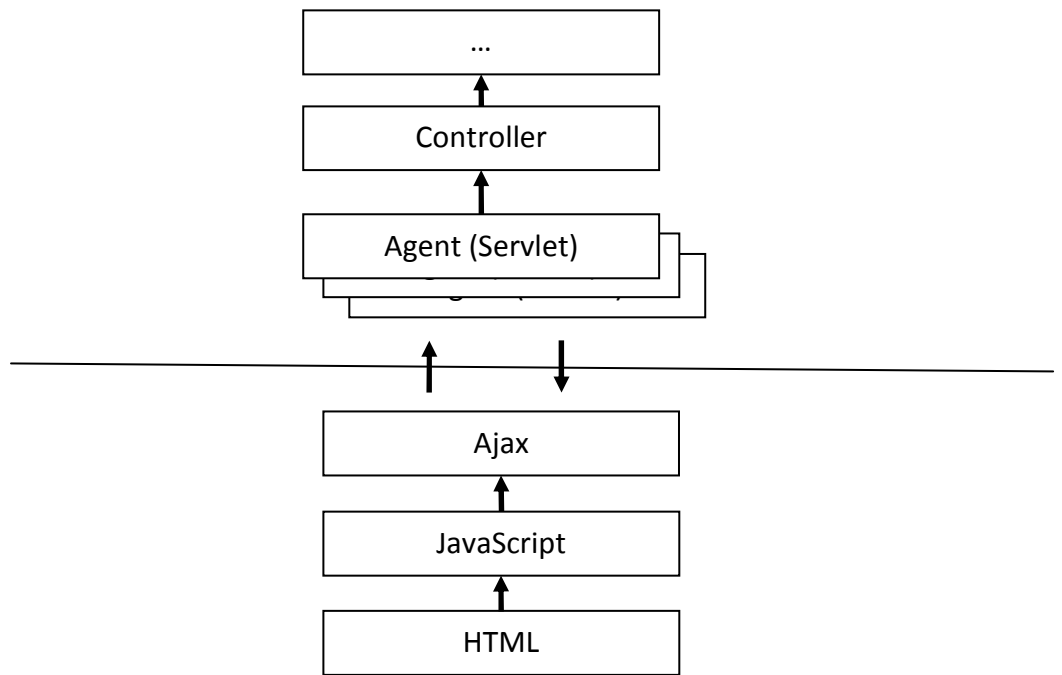 ...
Controller
Agent (Servlet)
Ajax
JavaScript
HTML